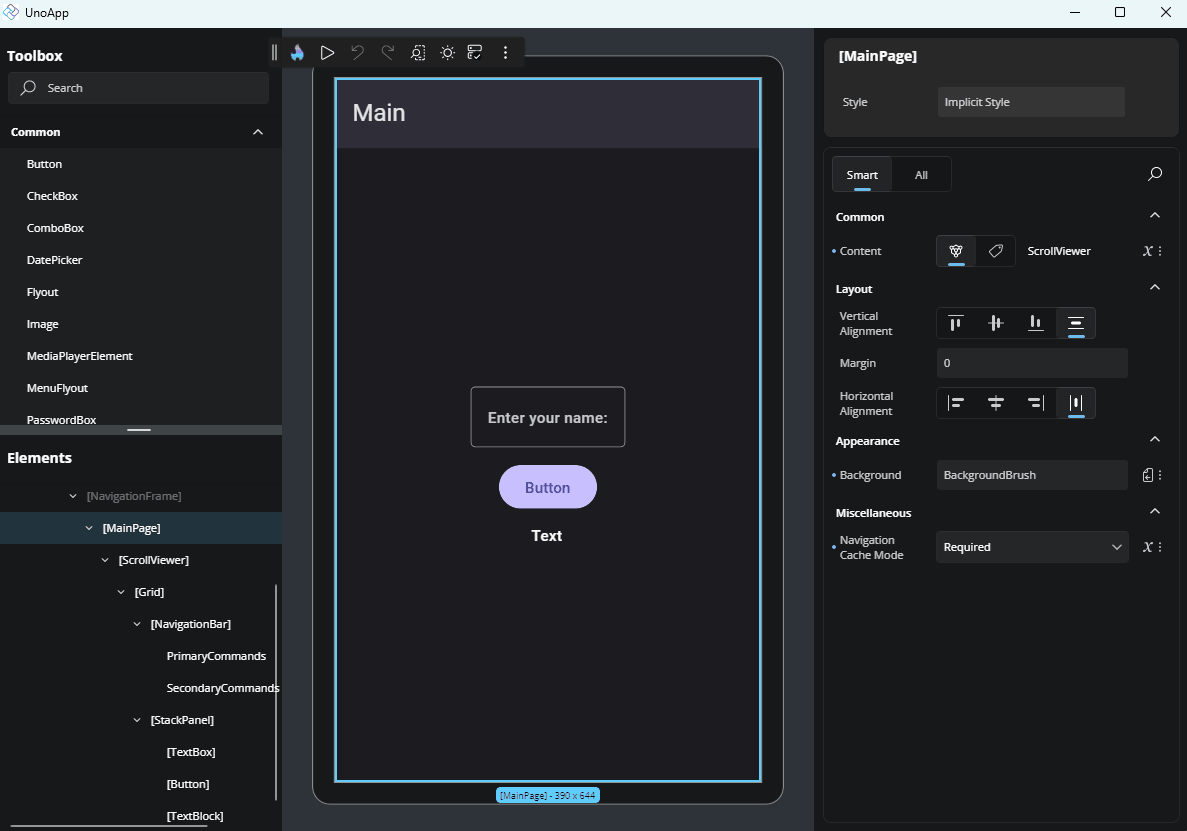 UnoApp
Toolbox
Search
Common
Button
CheckBox
ComboBox
DatePicker
Flyout
Image
MediaPlayerElement
MenuFlyout
PasswordBox
Elements
[NavigationFrame]
[MainPage]
[ScrollViewer]
[Grid]
[NavigationBar]
PrimaryCommands
SecondaryCommands
[StackPanel]
[TextBox]
[Button]
[TextBlock]
Main
Enter your name:
Button
Text
[MainPage] - 390 x 644
[MainPage]
Style
Implicit Style
Smart
All
Common
Content
ScrollViewer
Layout
Vertical
Alignment
Margin
0
Horizontal
Alignment
Appearance
Background
BackgroundBrush
Miscellaneous
Navigation
Cache Mode
Required